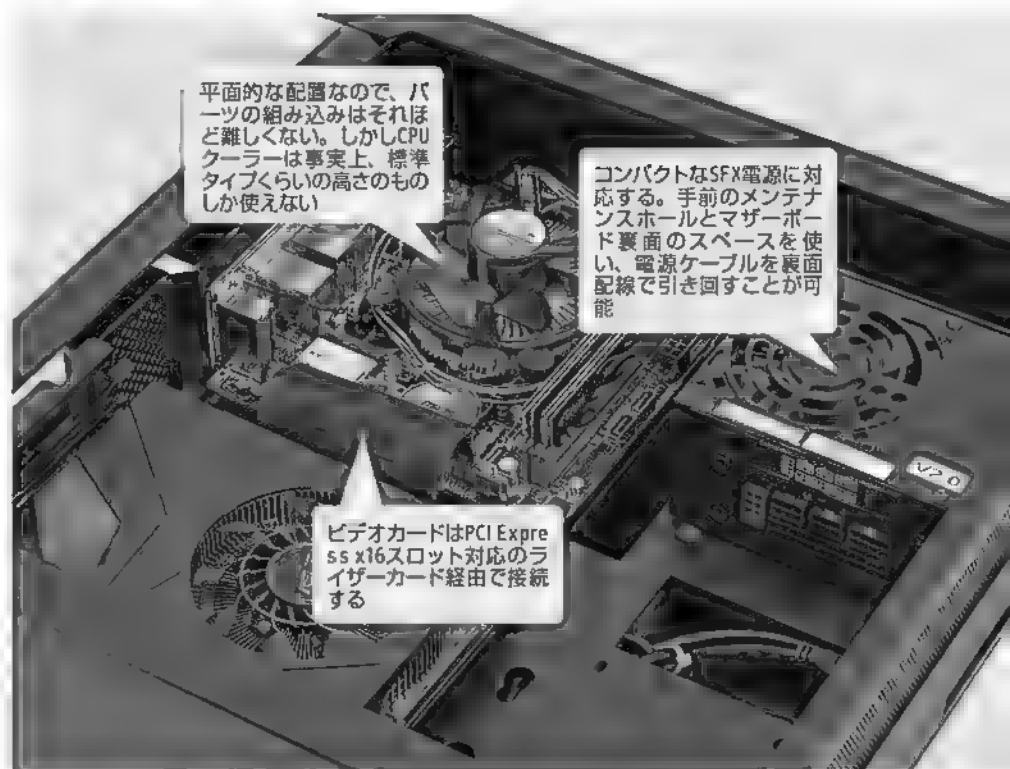 平面的な配置なので、パ
ーツの組み込みはそれほ
ど難しくない。しかしCPU
クーラーは事実上、標準
タイプくらいの高さのもの
しか使えない
コンパクトなSFX電源に対
応する。手前のメンテナ
ンスホールとマザーボー
ド裏面のスペースを使
い、電源ケーブルを裏面
配線で引き回すことが可
能
ビデオカードはPCI Expre
ss x16スロット対応のラ
イザーカード経由で接続
する